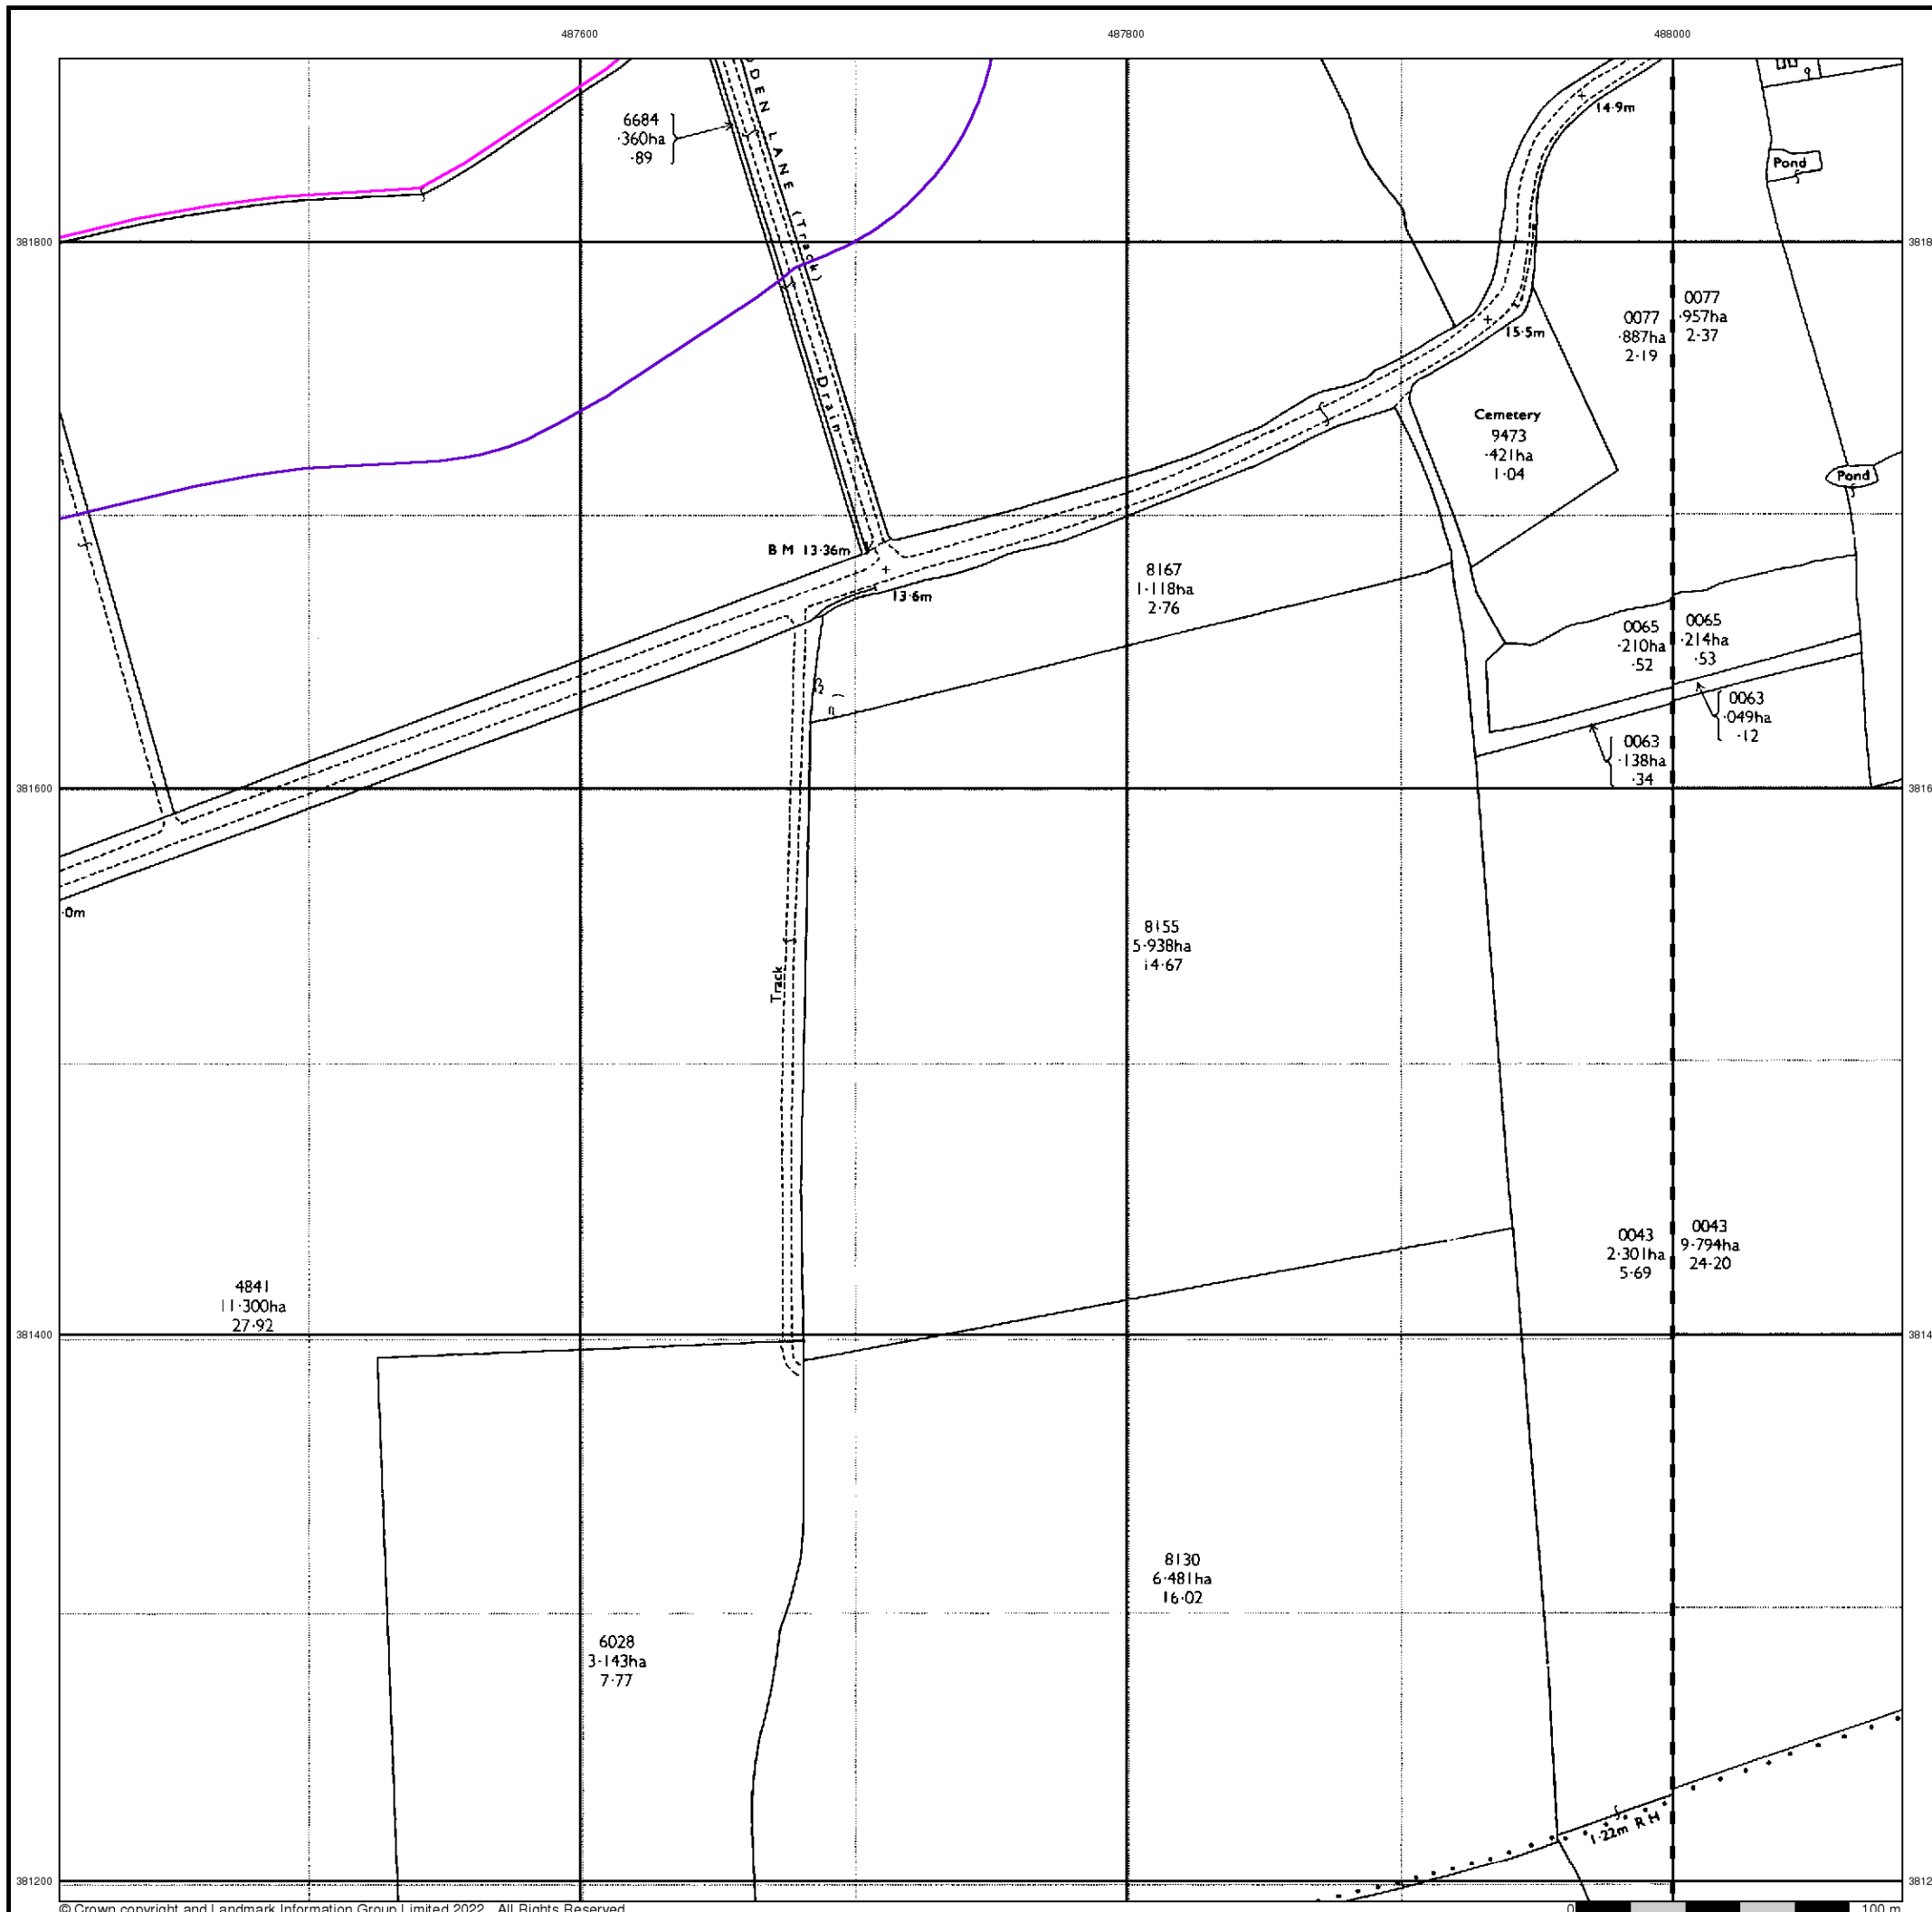 487600
487800
488000
DEN LANE (Track)
6684
·360ha
·89
14·9m
Pond
381800
0077
·887ha
2·19
0077
·957ha
2·37
15·5m
Drain
Cemetery
9473
·421ha
1·04
Pond
B M 13·36m
13·6m
8167
1·118ha
2·76
0065
·210ha
·52
0065
·214ha
·53
0063
·049ha
·12
0063
·138ha
·34
381600
·0m
8155
5·938ha
14·67
Track
0043
2·301ha
5·69
0043
9·794ha
24·20
4841
11·300ha
27·92
381400
8130
6·481ha
16·02
6028
3·143ha
7·77
1·22m R H
381200
© Crown copyright and Landmark Information Group Limited 2022. All Rights Reserved
0
100 m